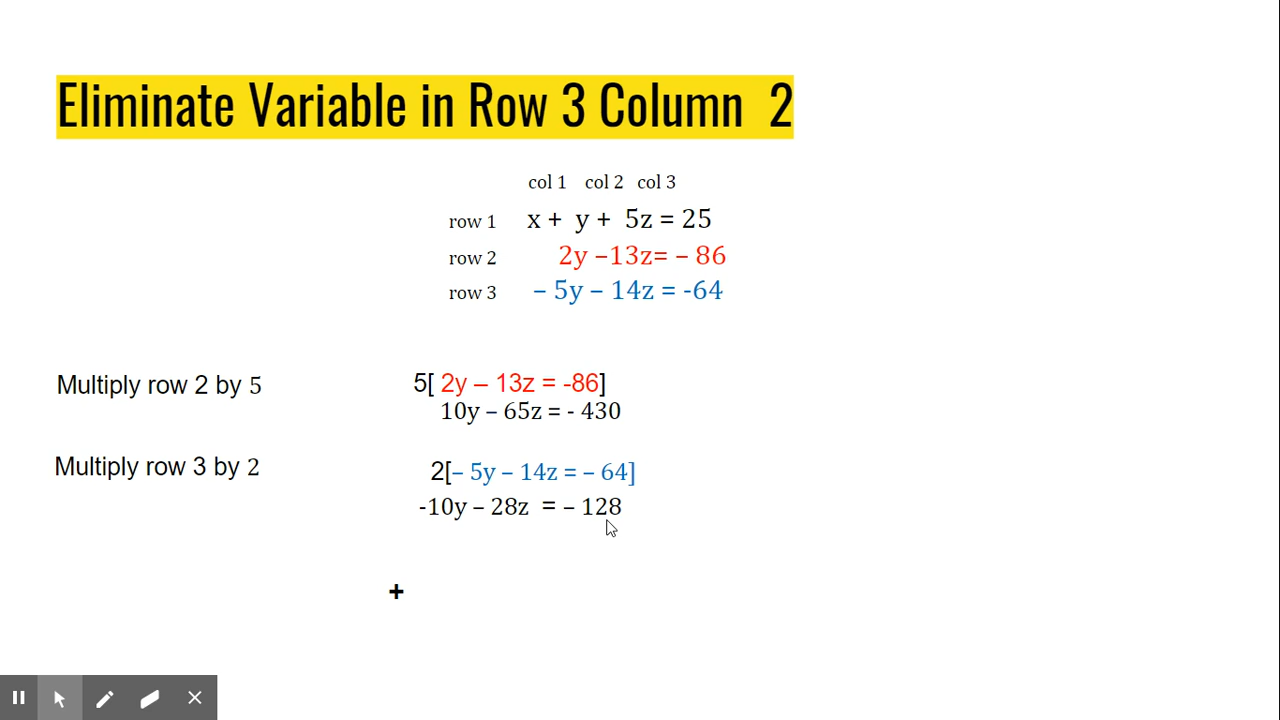 Eliminate Variable in Row 3 Column 2
col 1 col 2 col 3
row 1 x + y + 5z = 25
row 2 2y –13z= – 86
row 3 – 5y – 14z = -64
Multiply row 2 by 5 5[ 2y – 13z = -86]
10y – 65z = - 430
Multiply row 3 by 2 2[– 5y – 14z = – 64]
-10y – 28z = – 128
+